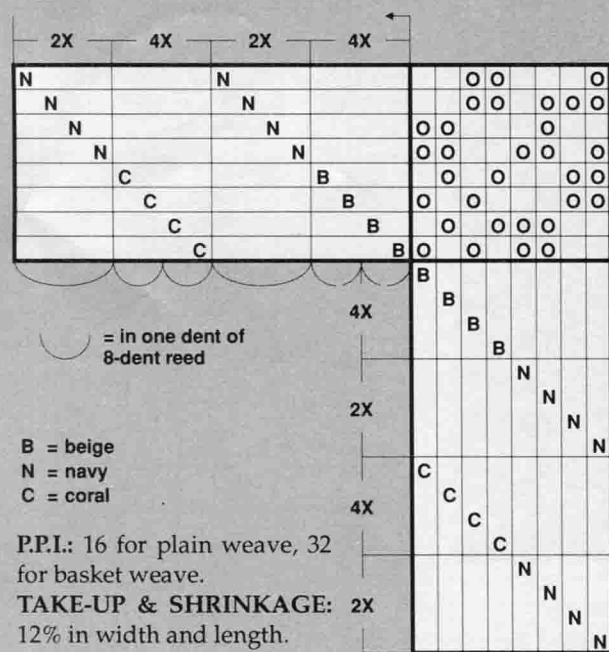 2X 4X 2X 4X
N N O O O
N N O O O O O
N N O O O
N N O O O O O
C B O O O O
C B O O O O
C B O O O O
C B O O O O
B
4X B
B
B
= in one dent of
8-dent reed
N
2X N
N
N
B = beige
N = navy
C = coral
C
4X C
C
C
P.P.I.: 16 for plain weave, 32
for basket weave.
TAKE-UP & SHRINKAGE:
12% in width and length.
N
2X N
N
N